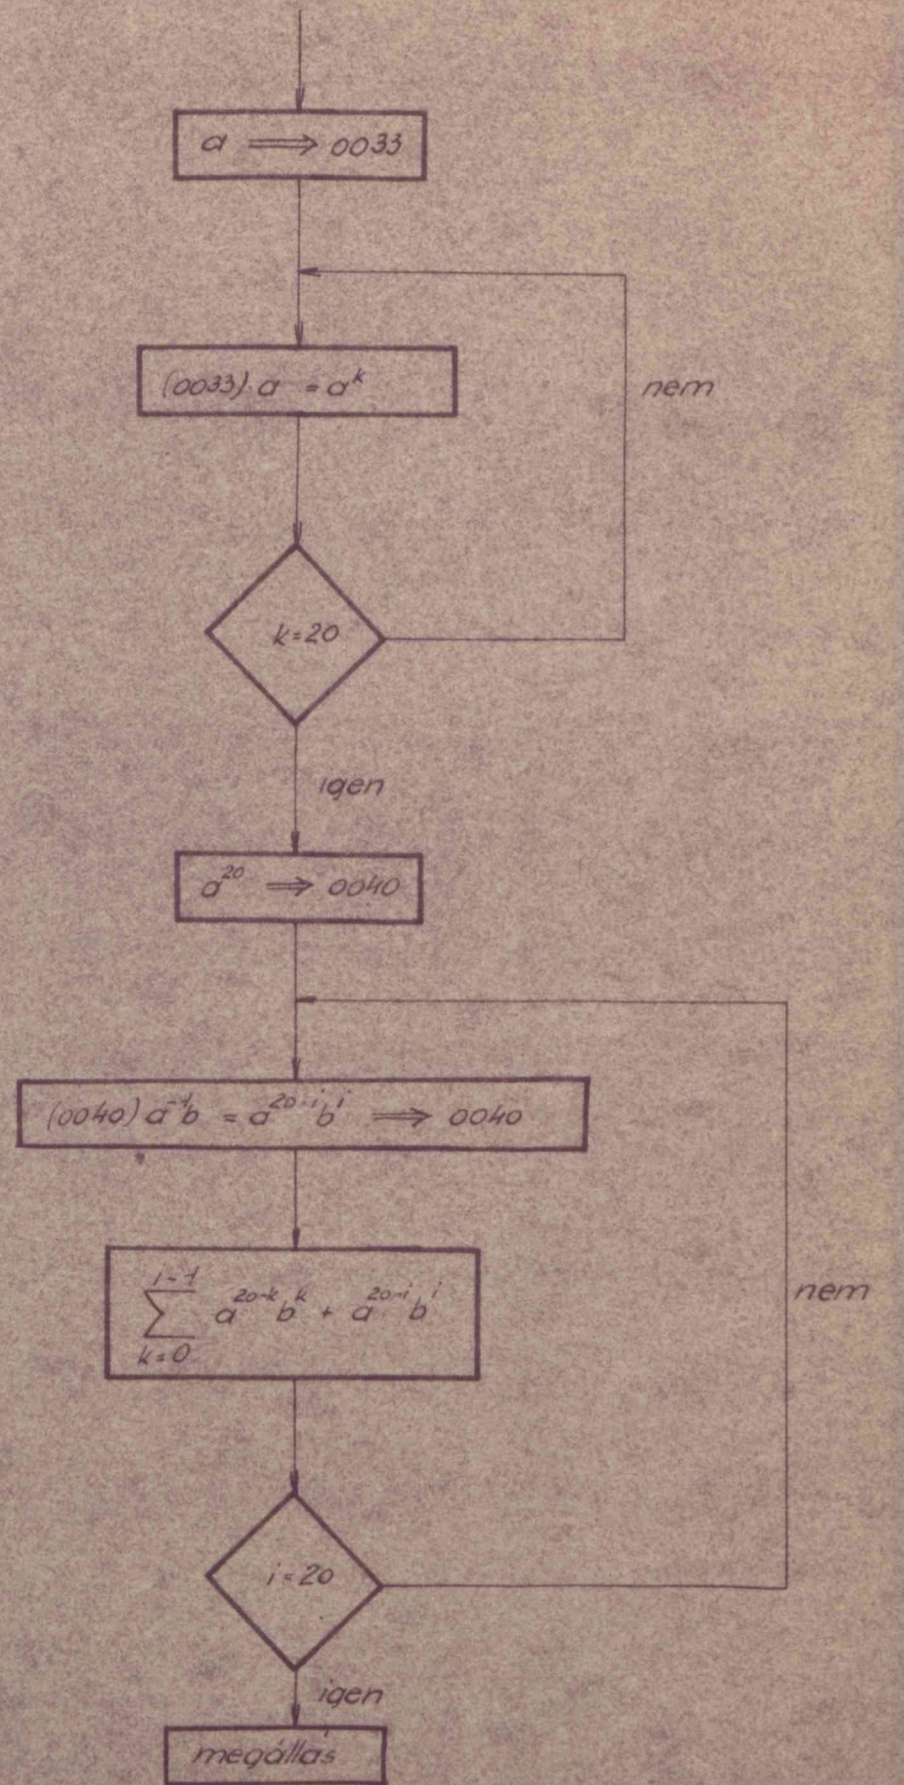 a ⟹ 0033
(0033)·a = a^k
nem
k=20
igen
a^20 ⟹ 0040
(0040) a^-1 b = a^20-i b^i ⟹ 0040
i-1
∑ a^20-k b^k + a^20-i b^i
k=0
nem
i=20
igen
megállás